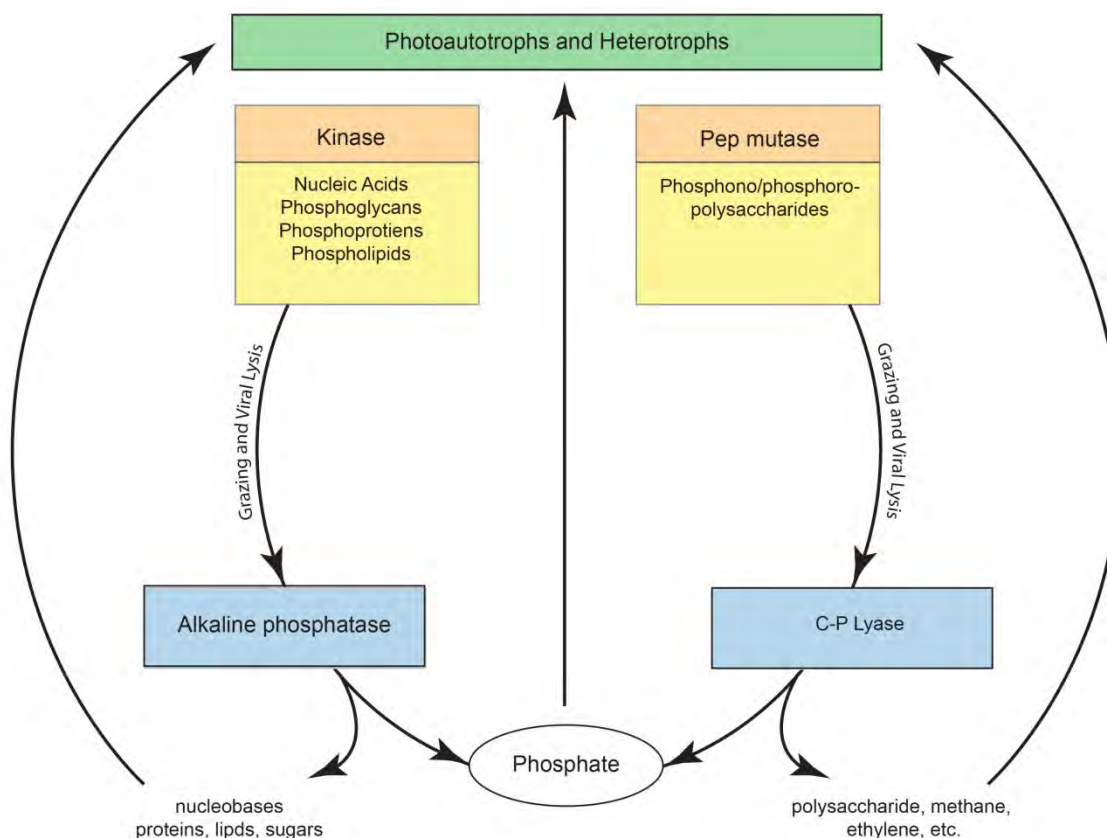 Photoautotrophs and Heterotrophs
Kinase
Nucleic Acids
Phosphoglycans
Phosphoprotiens
Phospholipids
Pep mutase
Phosphono/phosphoro-
polysaccharides
Grazing and Viral Lysis
Grazing and Viral Lysis
Alkaline phosphatase
C-P Lyase
Phosphate
nucleobases
proteins, lipds, sugars
polysaccharide, methane,
ethylene, etc.